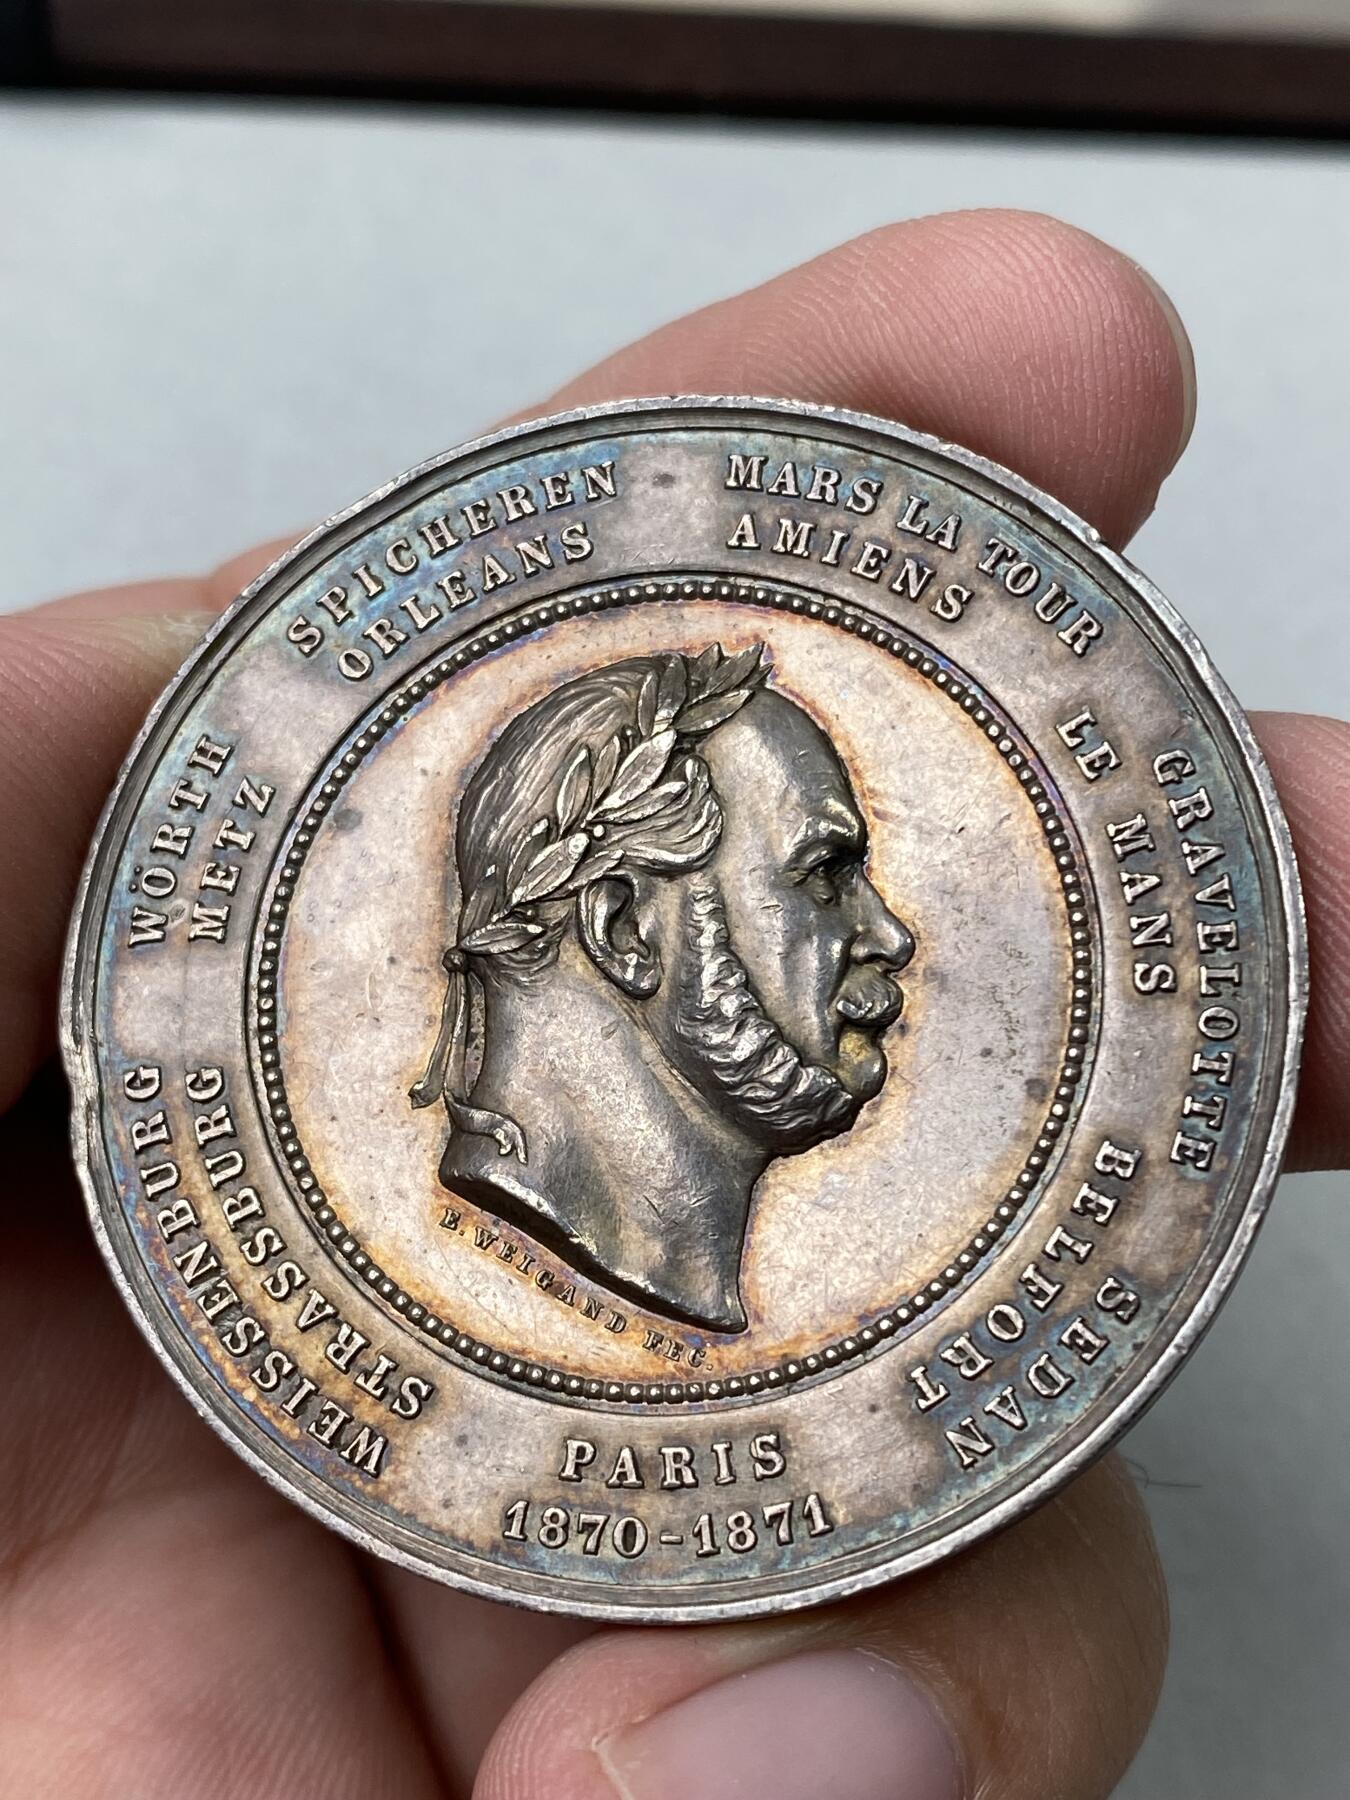 WEISSENBURG
STRASSBURG
WÖRTH
METZ
SPICHEREN
ORLEANS
MARS LA TOUR
AMIENS
GRAVELOTTE
LE MANS
SEDAN
BELFORT
PARIS
1870-1871
E. WEIGAND FEC.